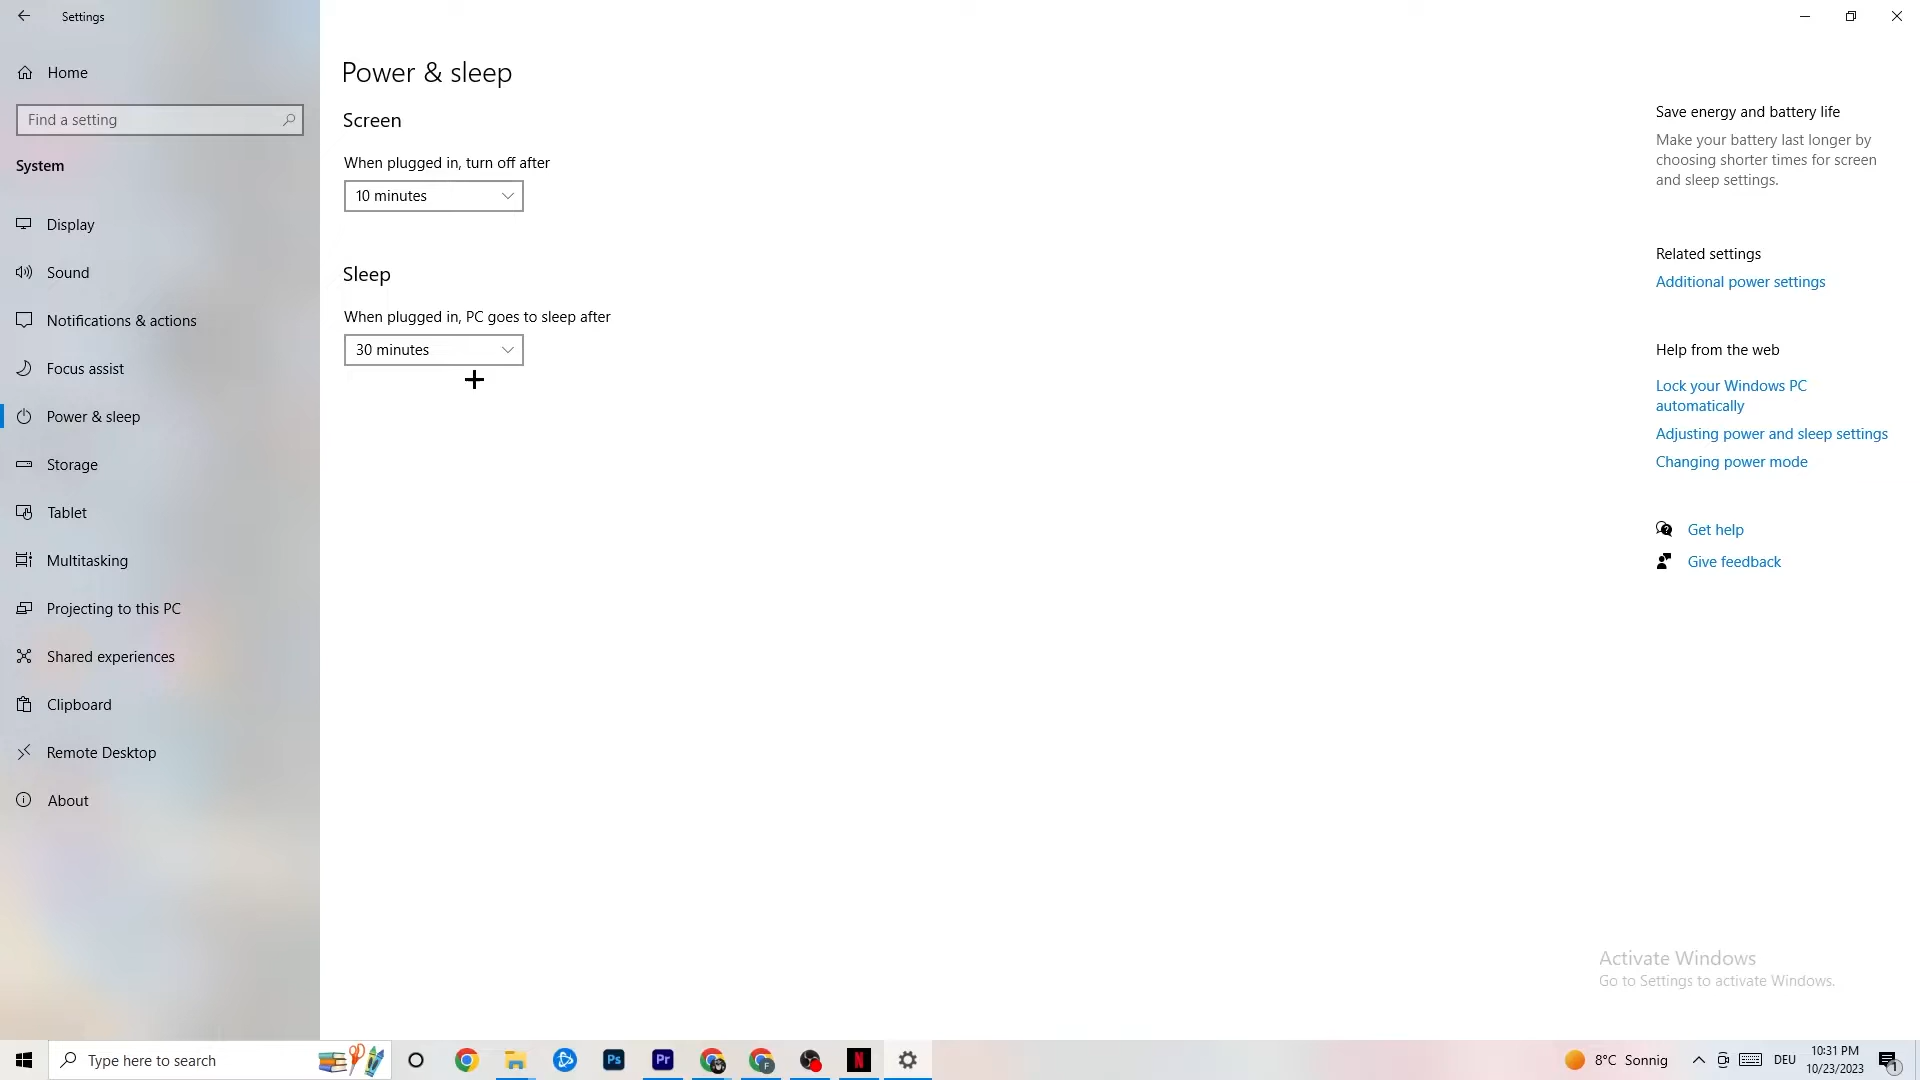 Settings
Home
Find a setting
System
Display
Sound
Notifications & actions
Focus assist
Power & sleep
Storage
Tablet
Multitasking
Projecting to this PC
Shared experiences
Clipboard
Remote Desktop
About
Power & sleep
Screen
When plugged in, turn off after
10 minutes
Sleep
When plugged in, PC goes to sleep after
30 minutes
Save energy and battery life
Make your battery last longer by
choosing shorter times for screen
and sleep settings.
Related settings
Additional power settings
Help from the web
Lock your Windows PC
automatically
Adjusting power and sleep settings
Changing power mode
Get help
Give feedback
Activate Windows
Go to Settings to activate Windows.
Type here to search
Ps
Pr
F
N
8°C Sonnig
DEU
10:31 PM
10/23/2023
1